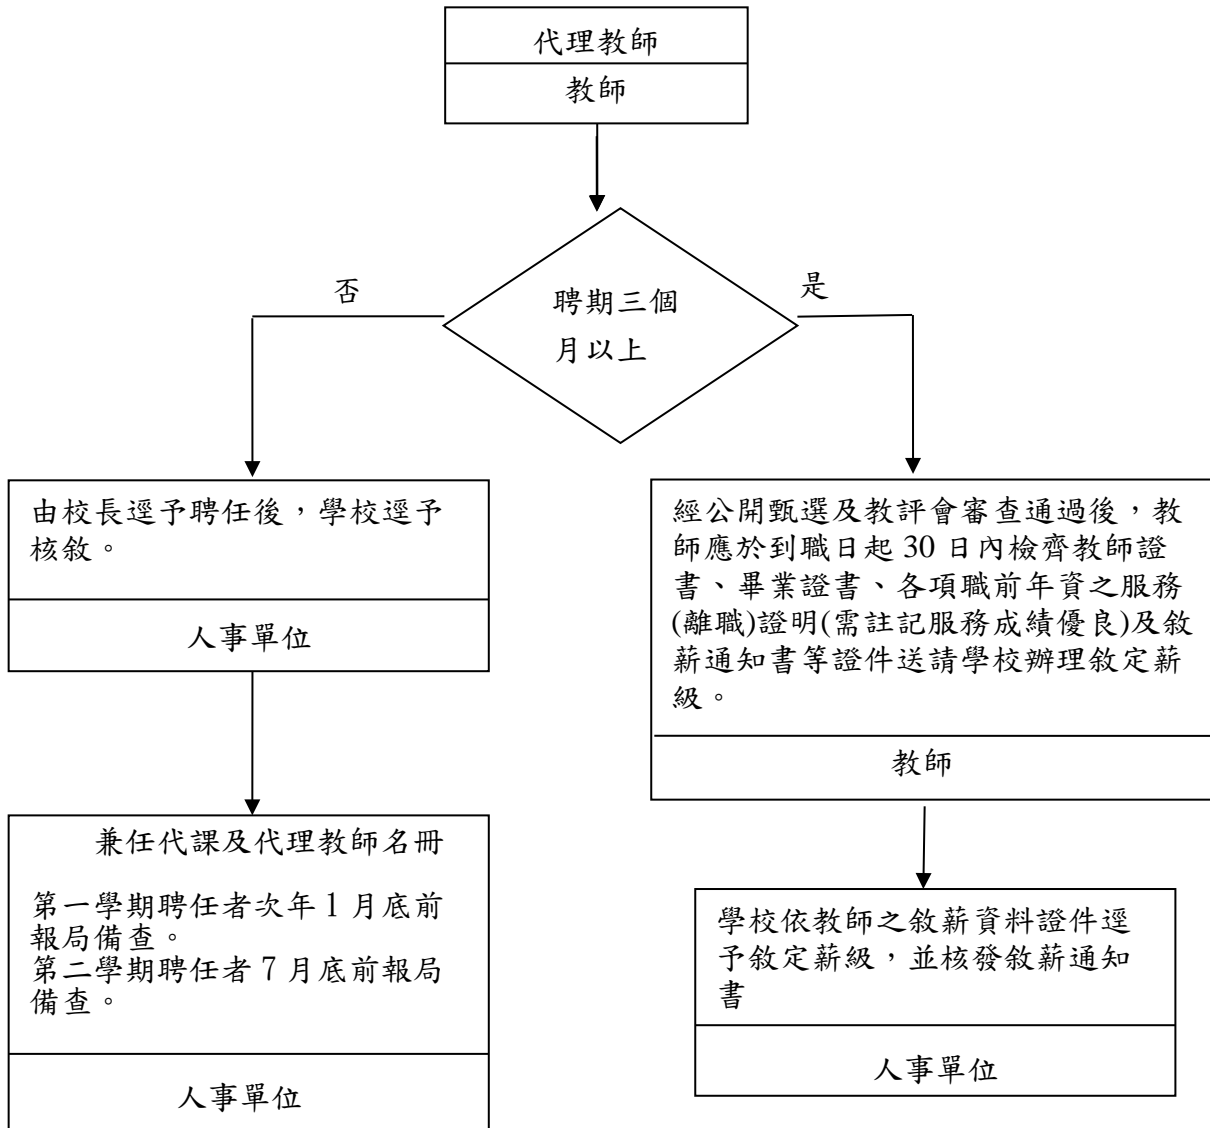 代理教師
教師
否
是
聘期三個
月以上
由校長逕予聘任後，學校逕予
核敘。
人事單位
經公開甄選及教評會審查通過後，教
師應於到職日起 30 日內檢齊教師證
書、畢業證書、各項職前年資之服務
(離職)證明(需註記服務成績優良)及敘
薪通知書等證件送請學校辦理敘定薪
級。
教師
兼任代課及代理教師名冊
第一學期聘任者次年 1 月底前
報局備查。
第二學期聘任者 7 月底前報局
備查。
人事單位
學校依教師之敘薪資料證件逕
予敘定薪級，並核發敘薪通知
書
人事單位